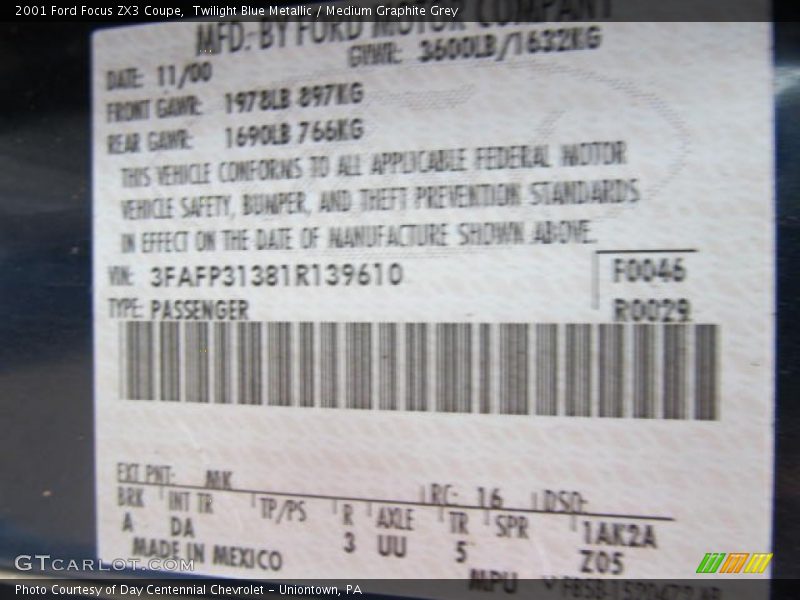 2001 Ford Focus ZX3 Coupe, Twilight Blue Metallic / Medium Graphite Grey
MFD. BY FORD MOTOR COMPANY
DATE: 11/00 GVWR: 3600LB/1632KG
FRONT GAWR: 1978LB 897KG
REAR GAWR: 1690LB 766KG
THIS VEHICLE CONFORMS TO ALL APPLICABLE FEDERAL MOTOR
VEHICLE SAFETY, BUMPER, AND THEFT PREVENTION STANDARDS
IN EFFECT ON THE DATE OF MANUFACTURE SHOWN ABOVE.
VIN: 3FAFP31381R139610 F0046
TYPE: PASSENGER R0029
EXT PNT: MK RC: 16 DSO:
BRK INT TR TP/PS R AXLE TR SPR 1AK2A
A DA 3 UU 5 Z05
MADE IN MEXICO MPU
GTCARLOT.COM
Photo Courtesy of Day Centennial Chevrolet - Uniontown, PA